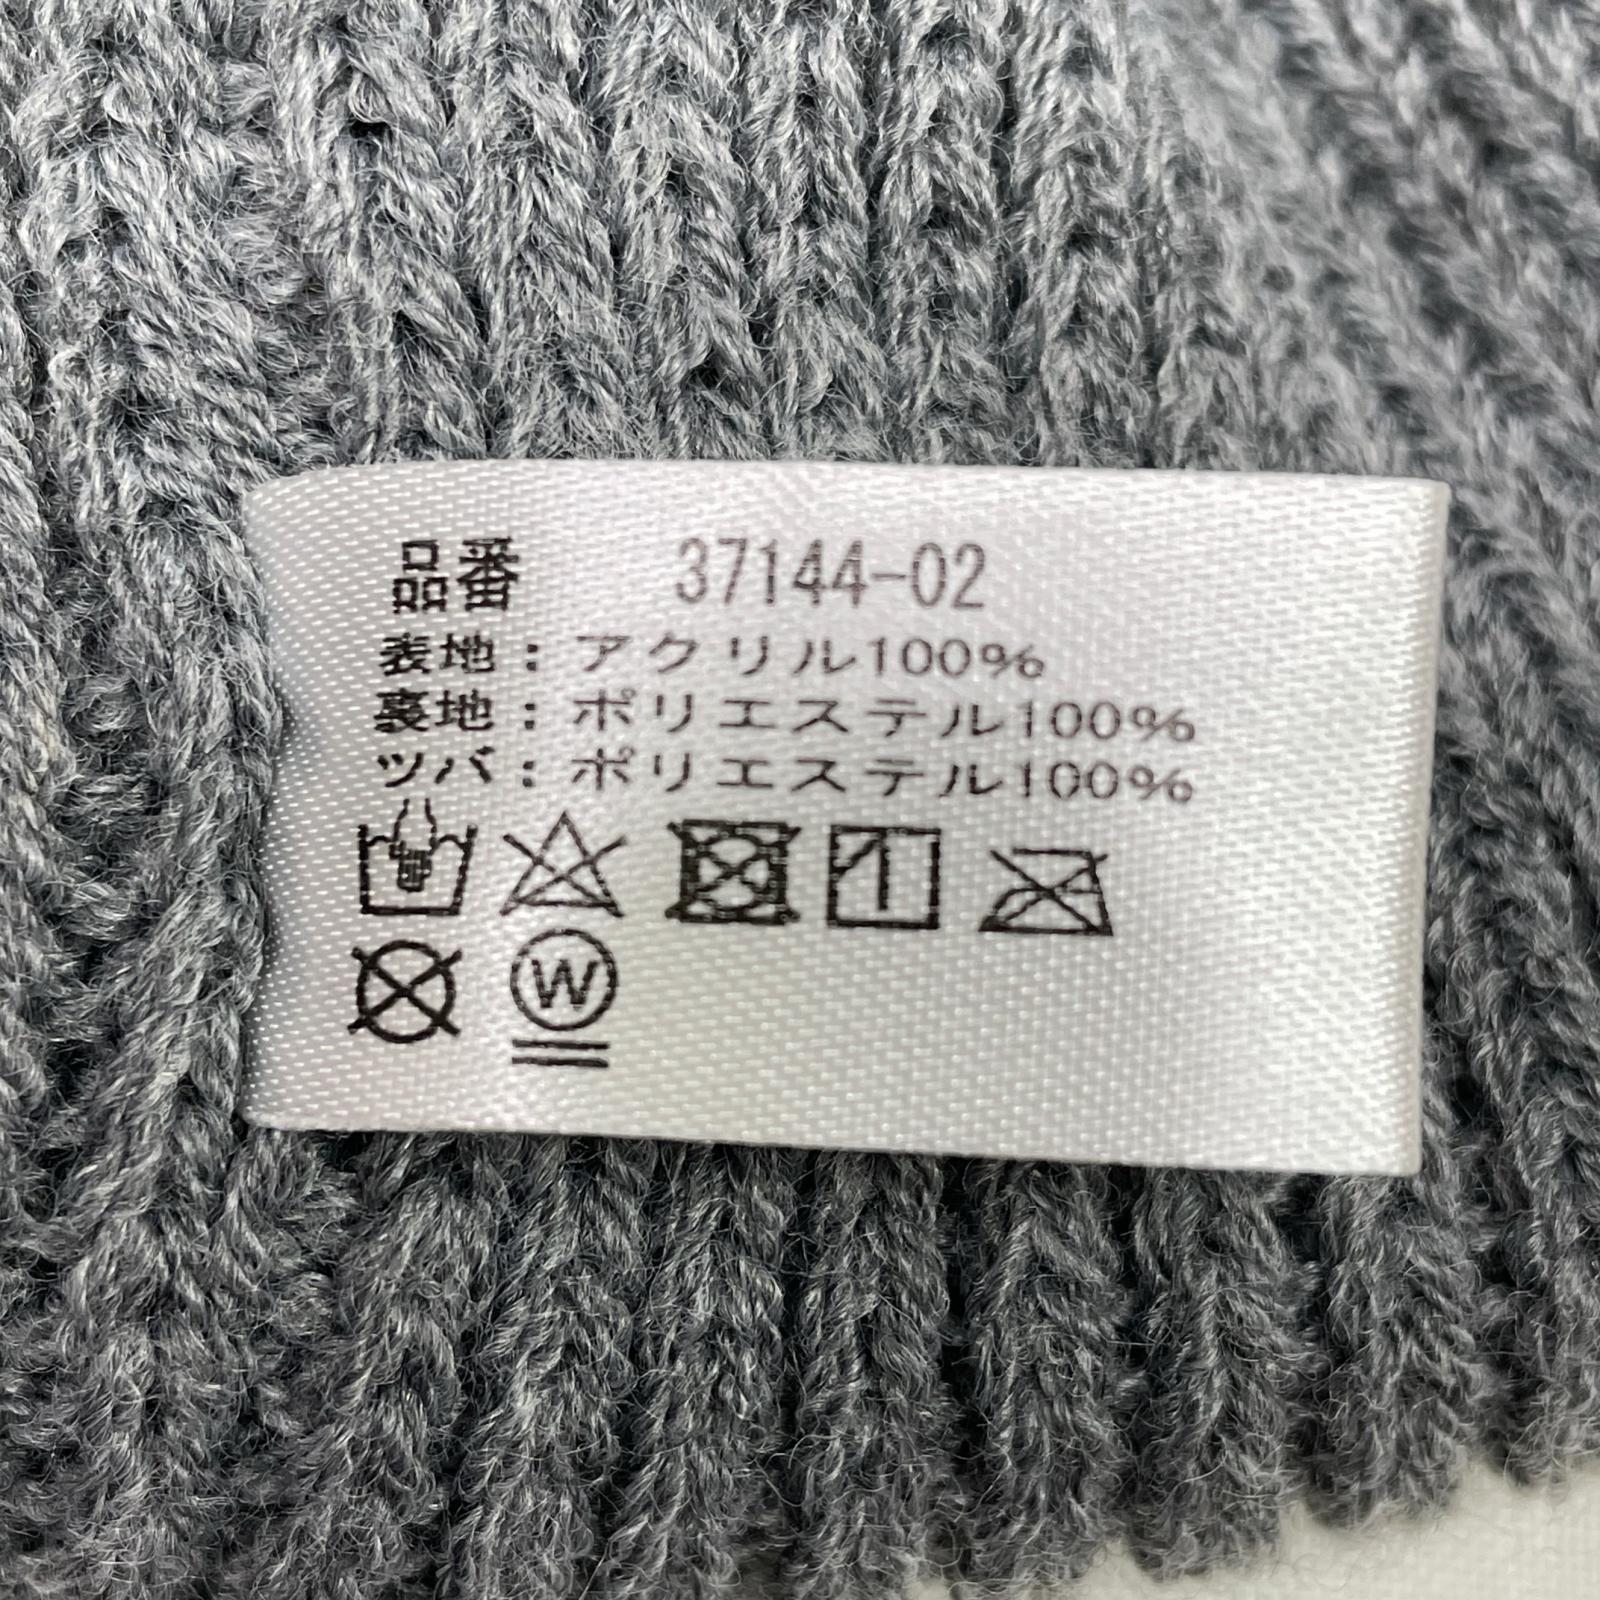 品番 37144-02
表地：アクリル100%
裏地：ポリエステル100%
ツバ：ポリエステル100%
W